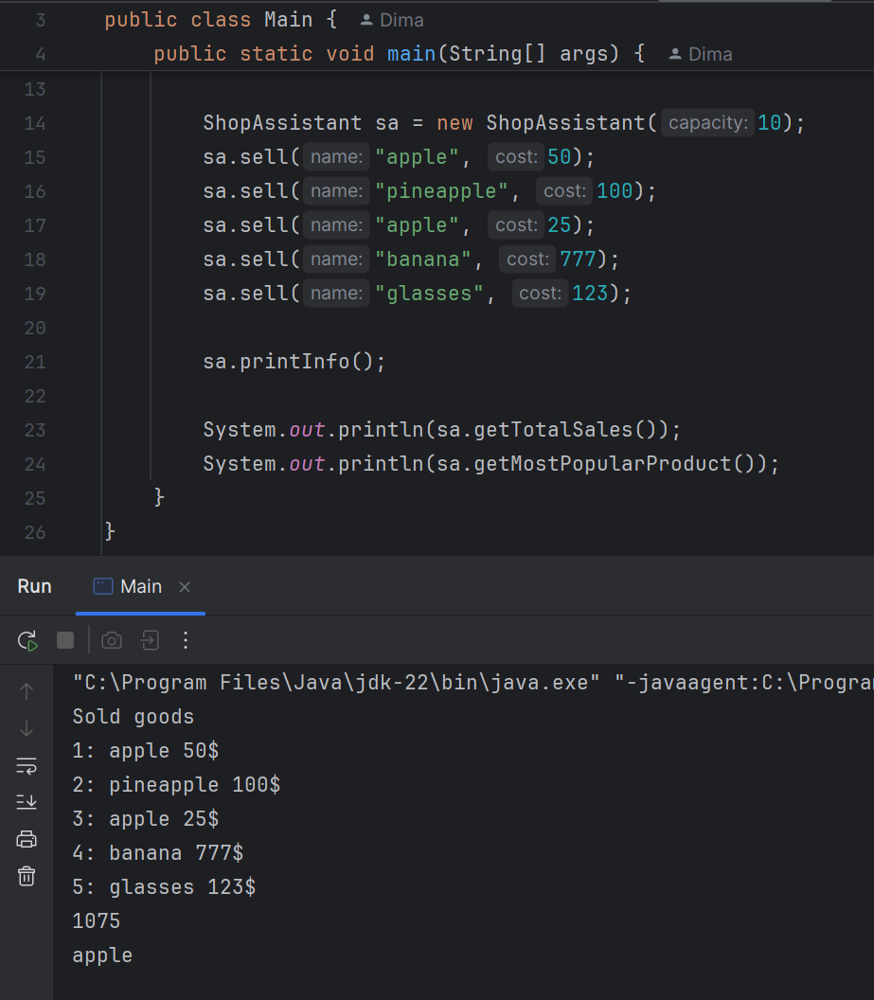 3 public class Main { Dima
4 public static void main(String[] args) { Dima
13
14 ShopAssistant sa = new ShopAssistant( capacity: 10);
15 sa.sell( name: "apple", cost: 50);
16 sa.sell( name: "pineapple", cost: 100);
17 sa.sell( name: "apple", cost: 25);
18 sa.sell( name: "banana", cost: 777);
19 sa.sell( name: "glasses", cost: 123);
20
21 sa.printInfo();
22
23 System.out.println(sa.getTotalSales());
24 System.out.println(sa.getMostPopularProduct());
25 }
26 }
Run Main
"C:\Program Files\Java\jdk-22\bin\java.exe" "-javaagent:C:\Program
Sold goods
1: apple 50$
2: pineapple 100$
3: apple 25$
4: banana 777$
5: glasses 123$
1075
apple